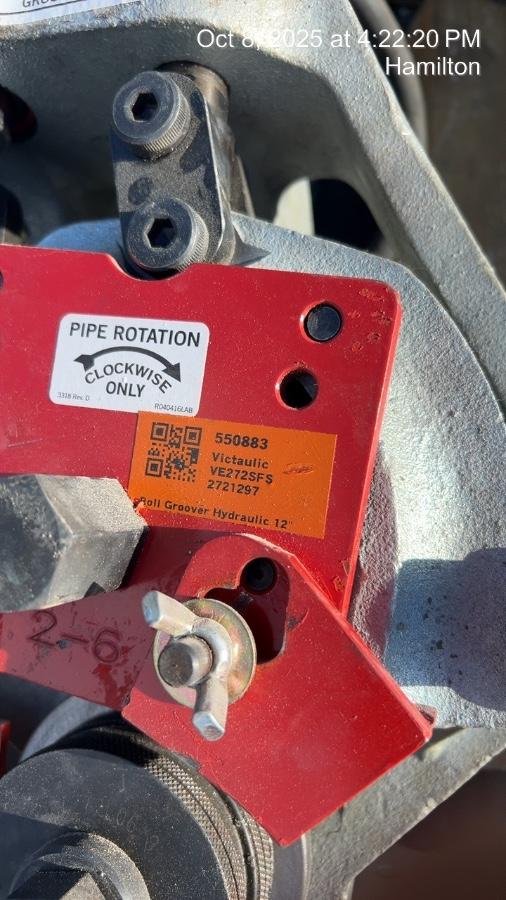 Oct 8, 2025 at 4:22:20 PM
Hamilton
PIPE ROTATION
CLOCKWISE
ONLY
3318 Rev. D
R040416LAB
550883
Victaulic
VE272SFS
2721297
Roll Groover Hydraulic 12"
2-6